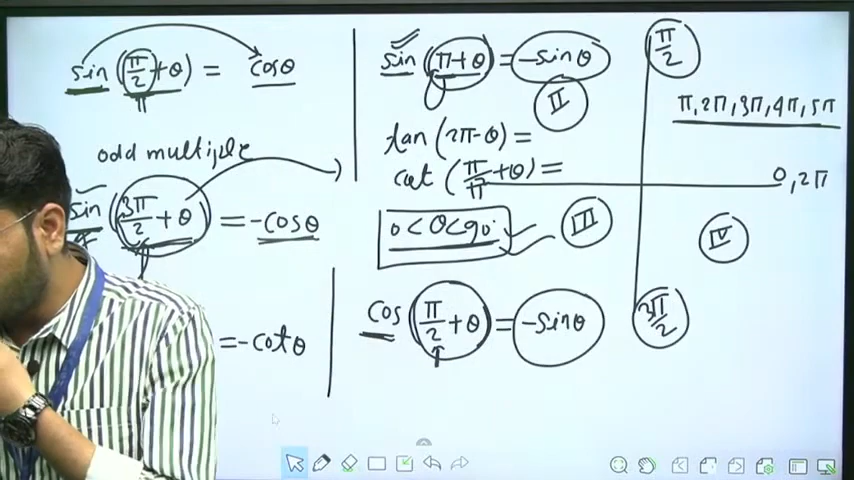 sin (π/2 + θ) = cosθ
π
odd multiple
sin (3π/2 + θ) = -cosθ
= -cotθ
sin (π + θ) = -sinθ
II
tan (2π - θ) =
cat (π/π + θ) =
0 < θ < 90°
III
cos (π/2 + θ) = -sinθ
π/2
π, 2π, 3π, 4π, 5π
0, 2π
IV
3π/2